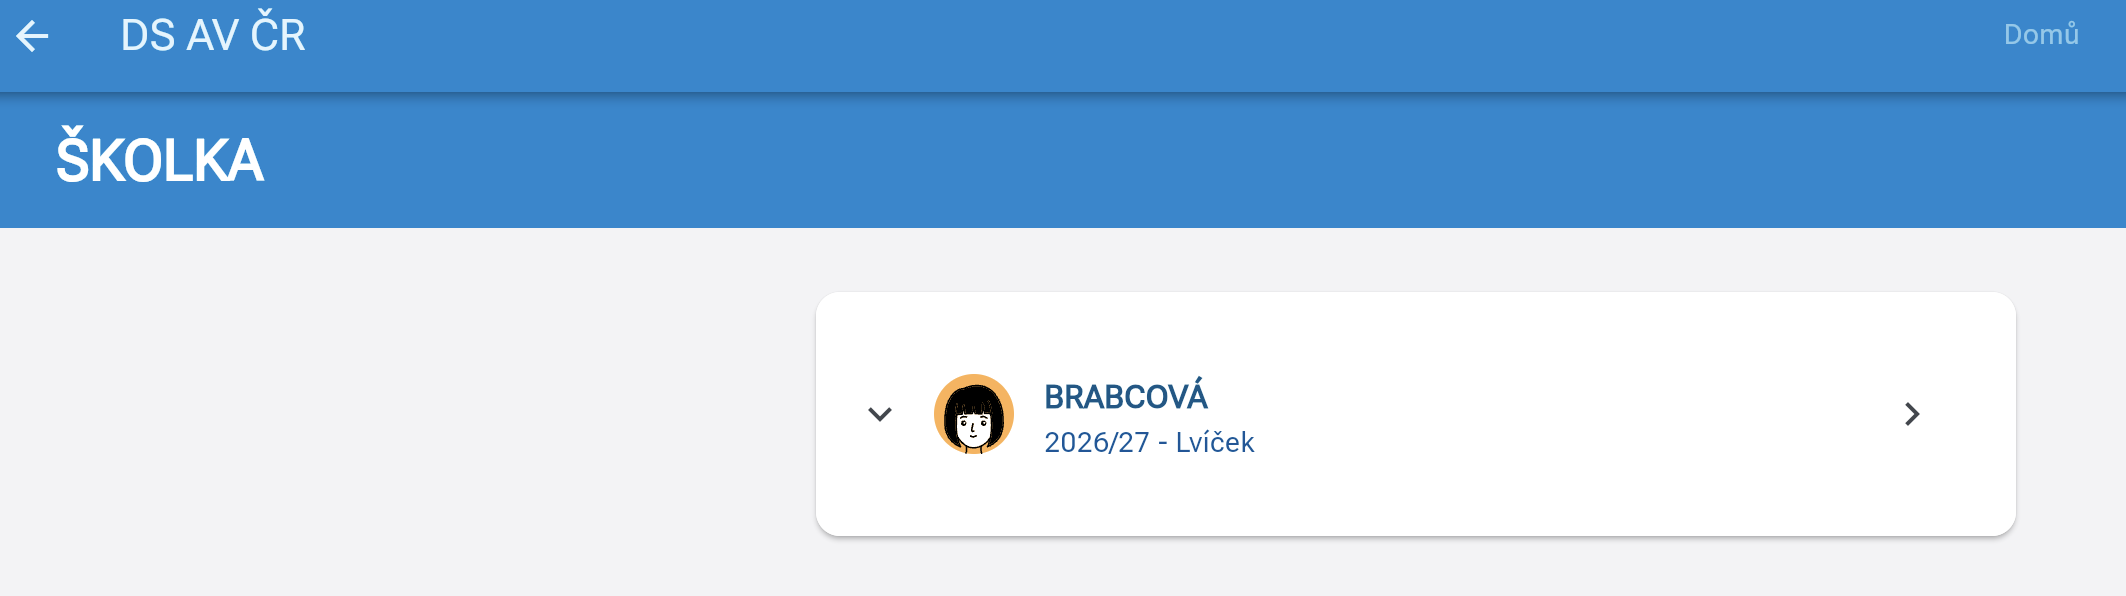 DS AV ČR
Domů
ŠKOLKA
BRABCOVÁ
2026/27 - Lvíček